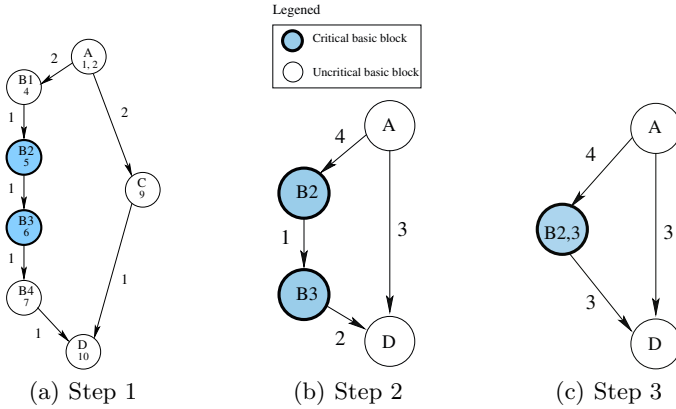 Legened
Critical basic block
Uncritical basic block
A
1, 2
2
B1
4
2
1
B2
5
1
C
9
B3
6
1
1
B4
7
1
D
10
(a) Step 1
A
4
B2
3
1
B3
2
D
(b) Step 2
A
4
B2,3
3
3
D
(c) Step 3